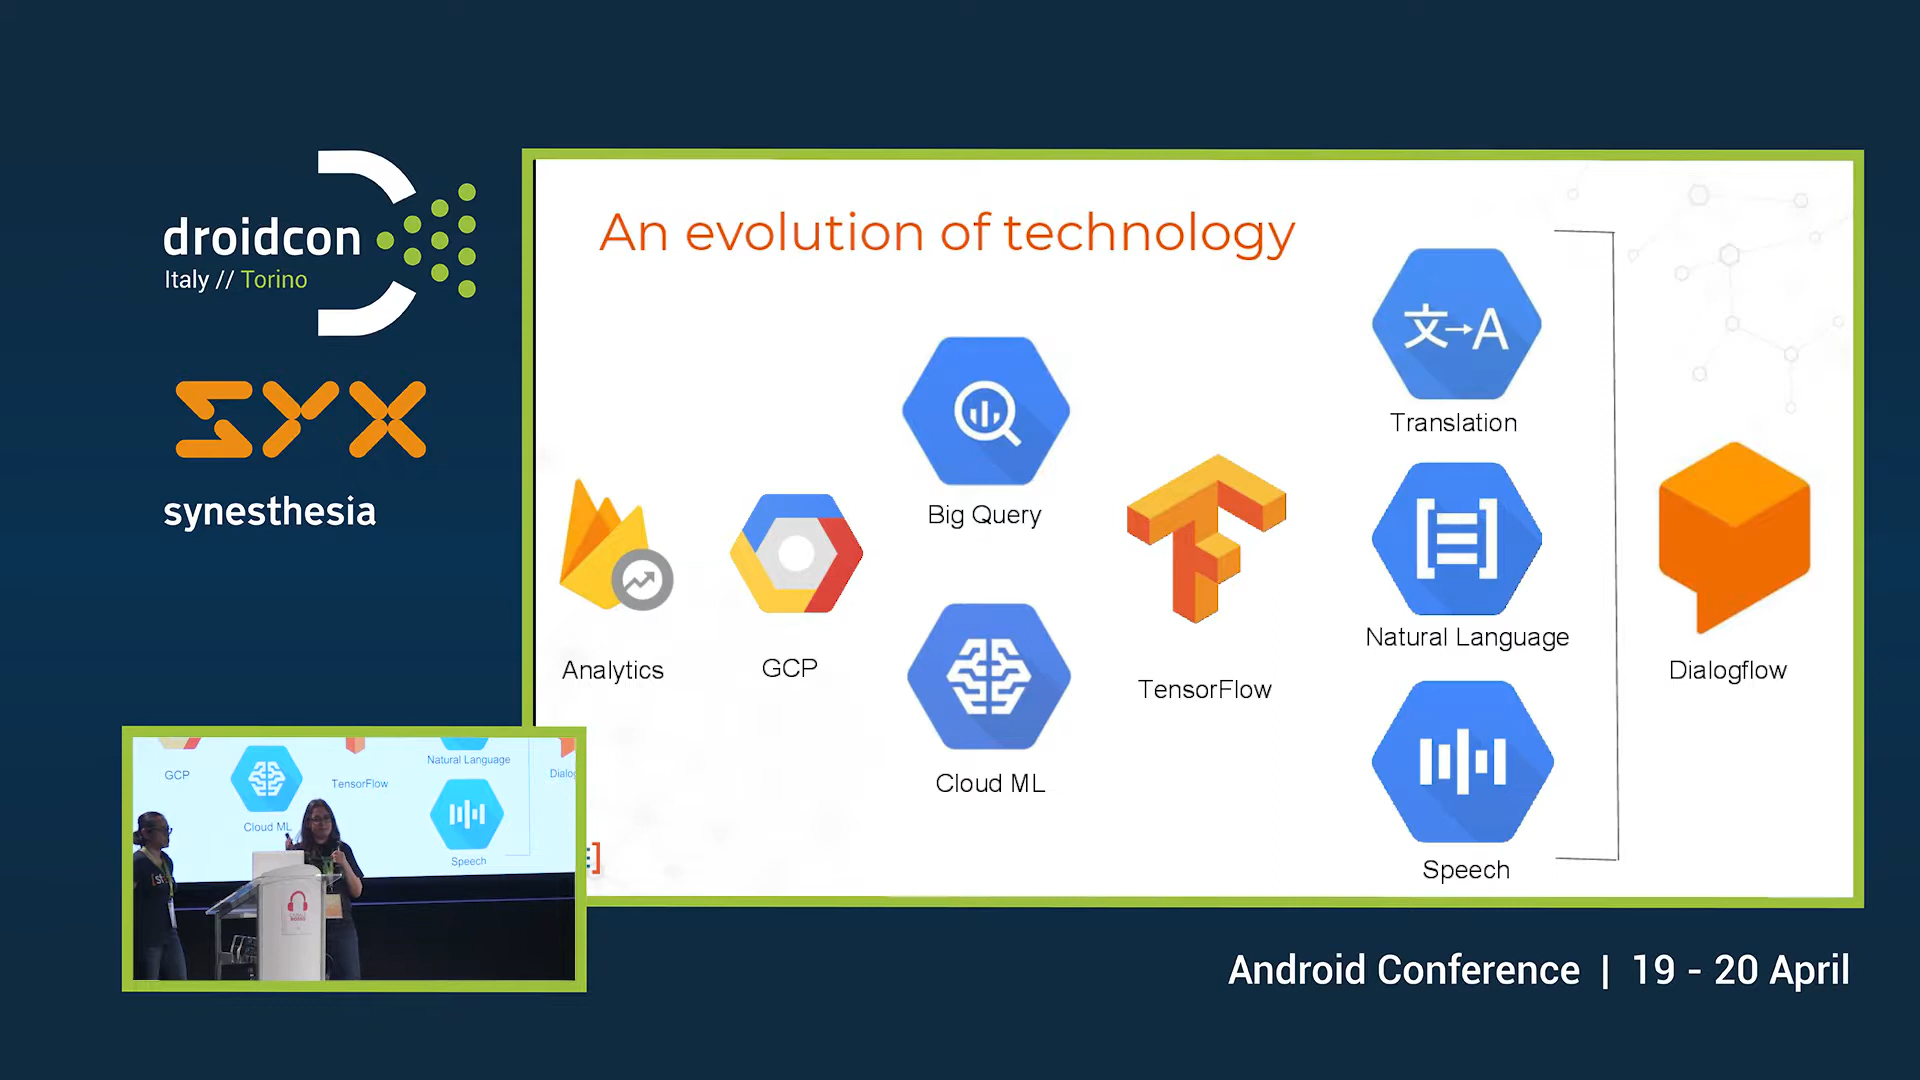 droidcon
Italy // Torino
SYX
synesthesia
An evolution of technology
文→A
Translation
Big Query
Natural Language
Analytics
GCP
TensorFlow
Dialogflow
Cloud ML
Speech
GCP
Natural Language
TensorFlow
Cloud ML
Speech
Android Conference | 19 - 20 April